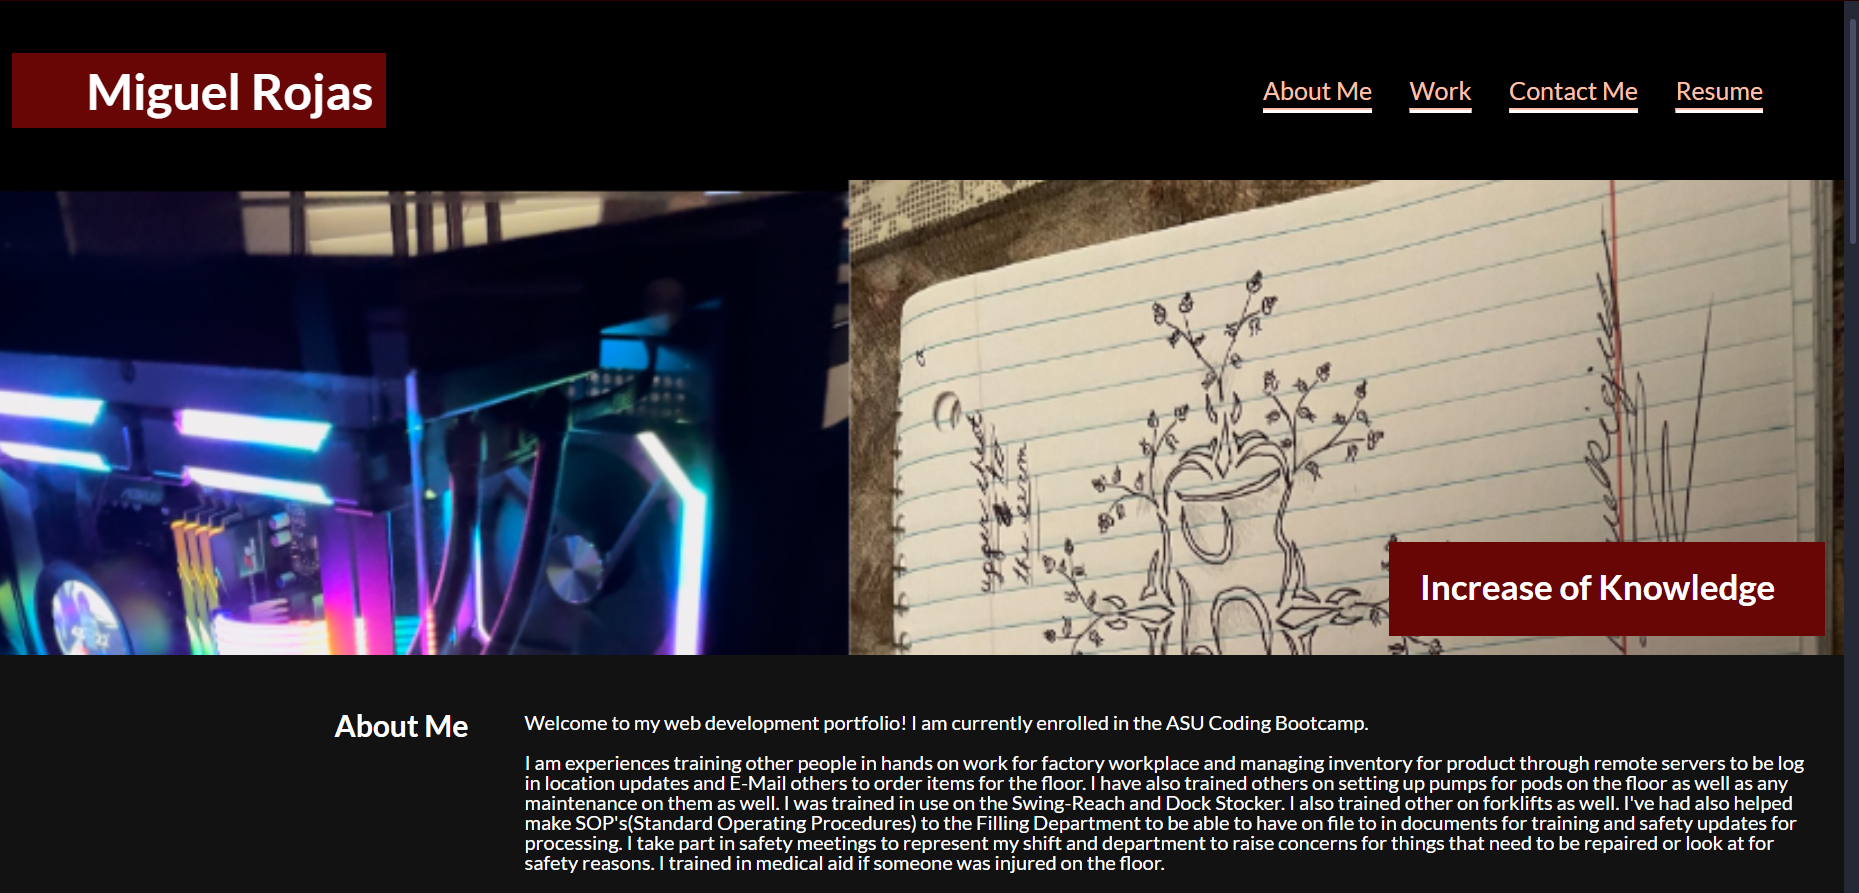 Miguel Rojas
About Me Work Contact Me Resume
upper chest
to
the
Increase of Knowledge
About Me
Welcome to my web development portfolio! I am currently enrolled in the ASU Coding Bootcamp.
I am experiences training other people in hands on work for factory workplace and managing inventory for product through remote servers to be log
in location updates and E-Mail others to order items for the floor. I have also trained others on setting up pumps for pods on the floor as well as any
maintenance on them as well. I was trained in use on the Swing-Reach and Dock Stocker. I also trained other on forklifts as well. I've had also helped
make SOP's(Standard Operating Procedures) to the Filling Department to be able to have on file to in documents for training and safety updates for
processing. I take part in safety meetings to represent my shift and department to raise concerns for things that need to be repaired or look at for
safety reasons. I trained in medical aid if someone was injured on the floor.